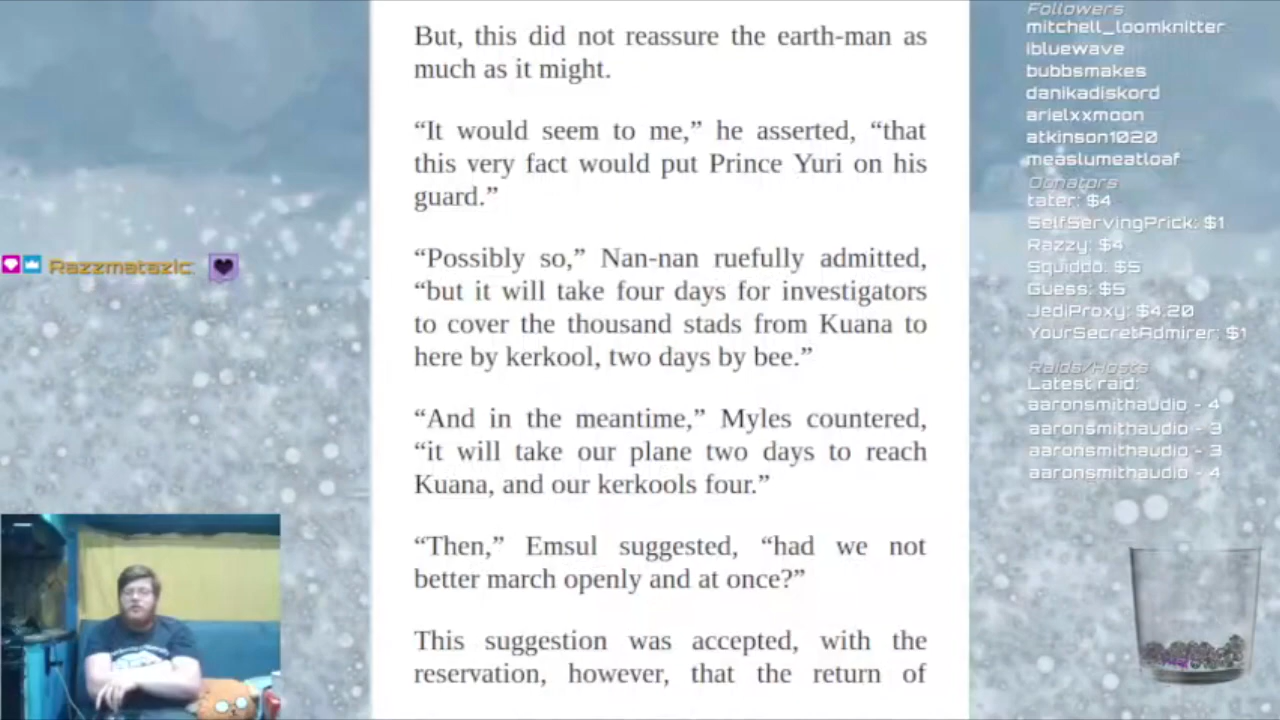 But, this did not reassure the earth-man as
much as it might.
“It would seem to me,” he asserted, “that
this very fact would put Prince Yuri on his
guard.”
“Possibly so,” Nan-nan ruefully admitted,
“but it will take four days for investigators
to cover the thousand stads from Kuana to
here by kerkool, two days by bee.”
“And in the meantime,” Myles countered,
“it will take our plane two days to reach
Kuana, and our kerkools four.”
“Then,” Emsul suggested, “had we not
better march openly and at once?”
This suggestion was accepted, with the
reservation, however, that the return of
Razzmatazic:
Followers
mitchell_loomknitter
ibluewave
bubbsmakes
danikadiskord
arielxxmoon
atkinson1020
measlumeatloaf
Donators
tater: $4
SelfServingPrick: $1
Razzy: $4
Squiddo: $5
Guess: $5
JediProxy: $4.20
YourSecretAdmirer: $1
Raids/Hosts
Latest raid:
aaronsmithaudio - 4
aaronsmithaudio - 3
aaronsmithaudio - 3
aaronsmithaudio - 4